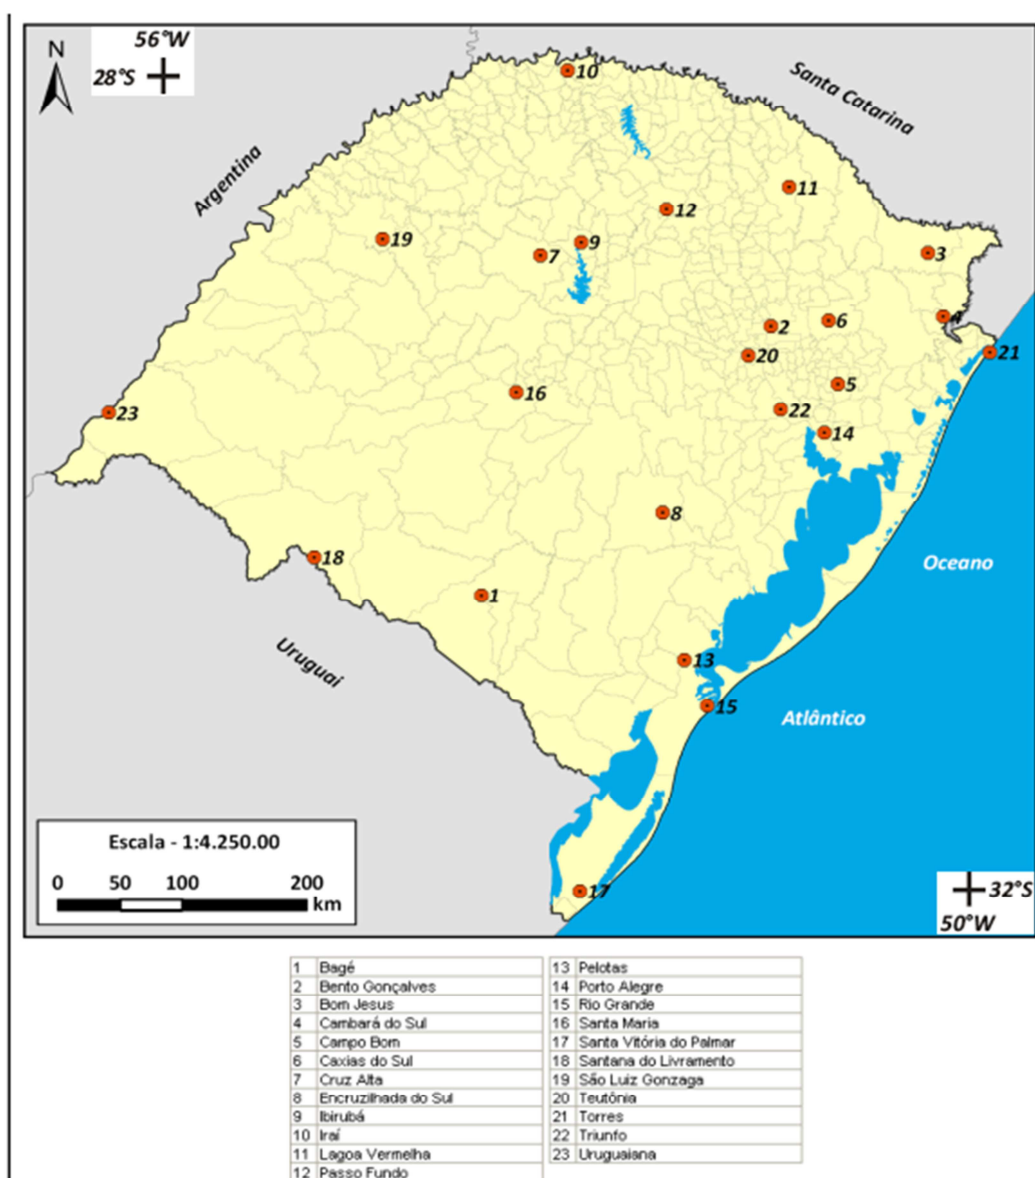 N
56°W
28°S
Santa Catarina
Argentina
10
11
12
19
9
7
3
4
6
2
21
20
5
16
22
23
14
8
Oceano
18
1
Uruguai
13
15
Atlântico
Escala - 1:4.250.00
0 50 100 200
km
17
32°S
50°W
1 Bagé
2 Bento Gonçalves
3 Bom Jesus
4 Cambará do Sul
5 Campo Bom
6 Caxias do Sul
7 Cruz Alta
8 Encruzilhada do Sul
9 Ibirubá
10 Iraí
11 Lagoa Vermelha
12 Passo Fundo
13 Pelotas
14 Porto Alegre
15 Rio Grande
16 Santa Maria
17 Santa Vitória do Palmar
18 Santana do Livramento
19 São Luiz Gonzaga
20 Teutônia
21 Torres
22 Triunfo
23 Uruguaiana